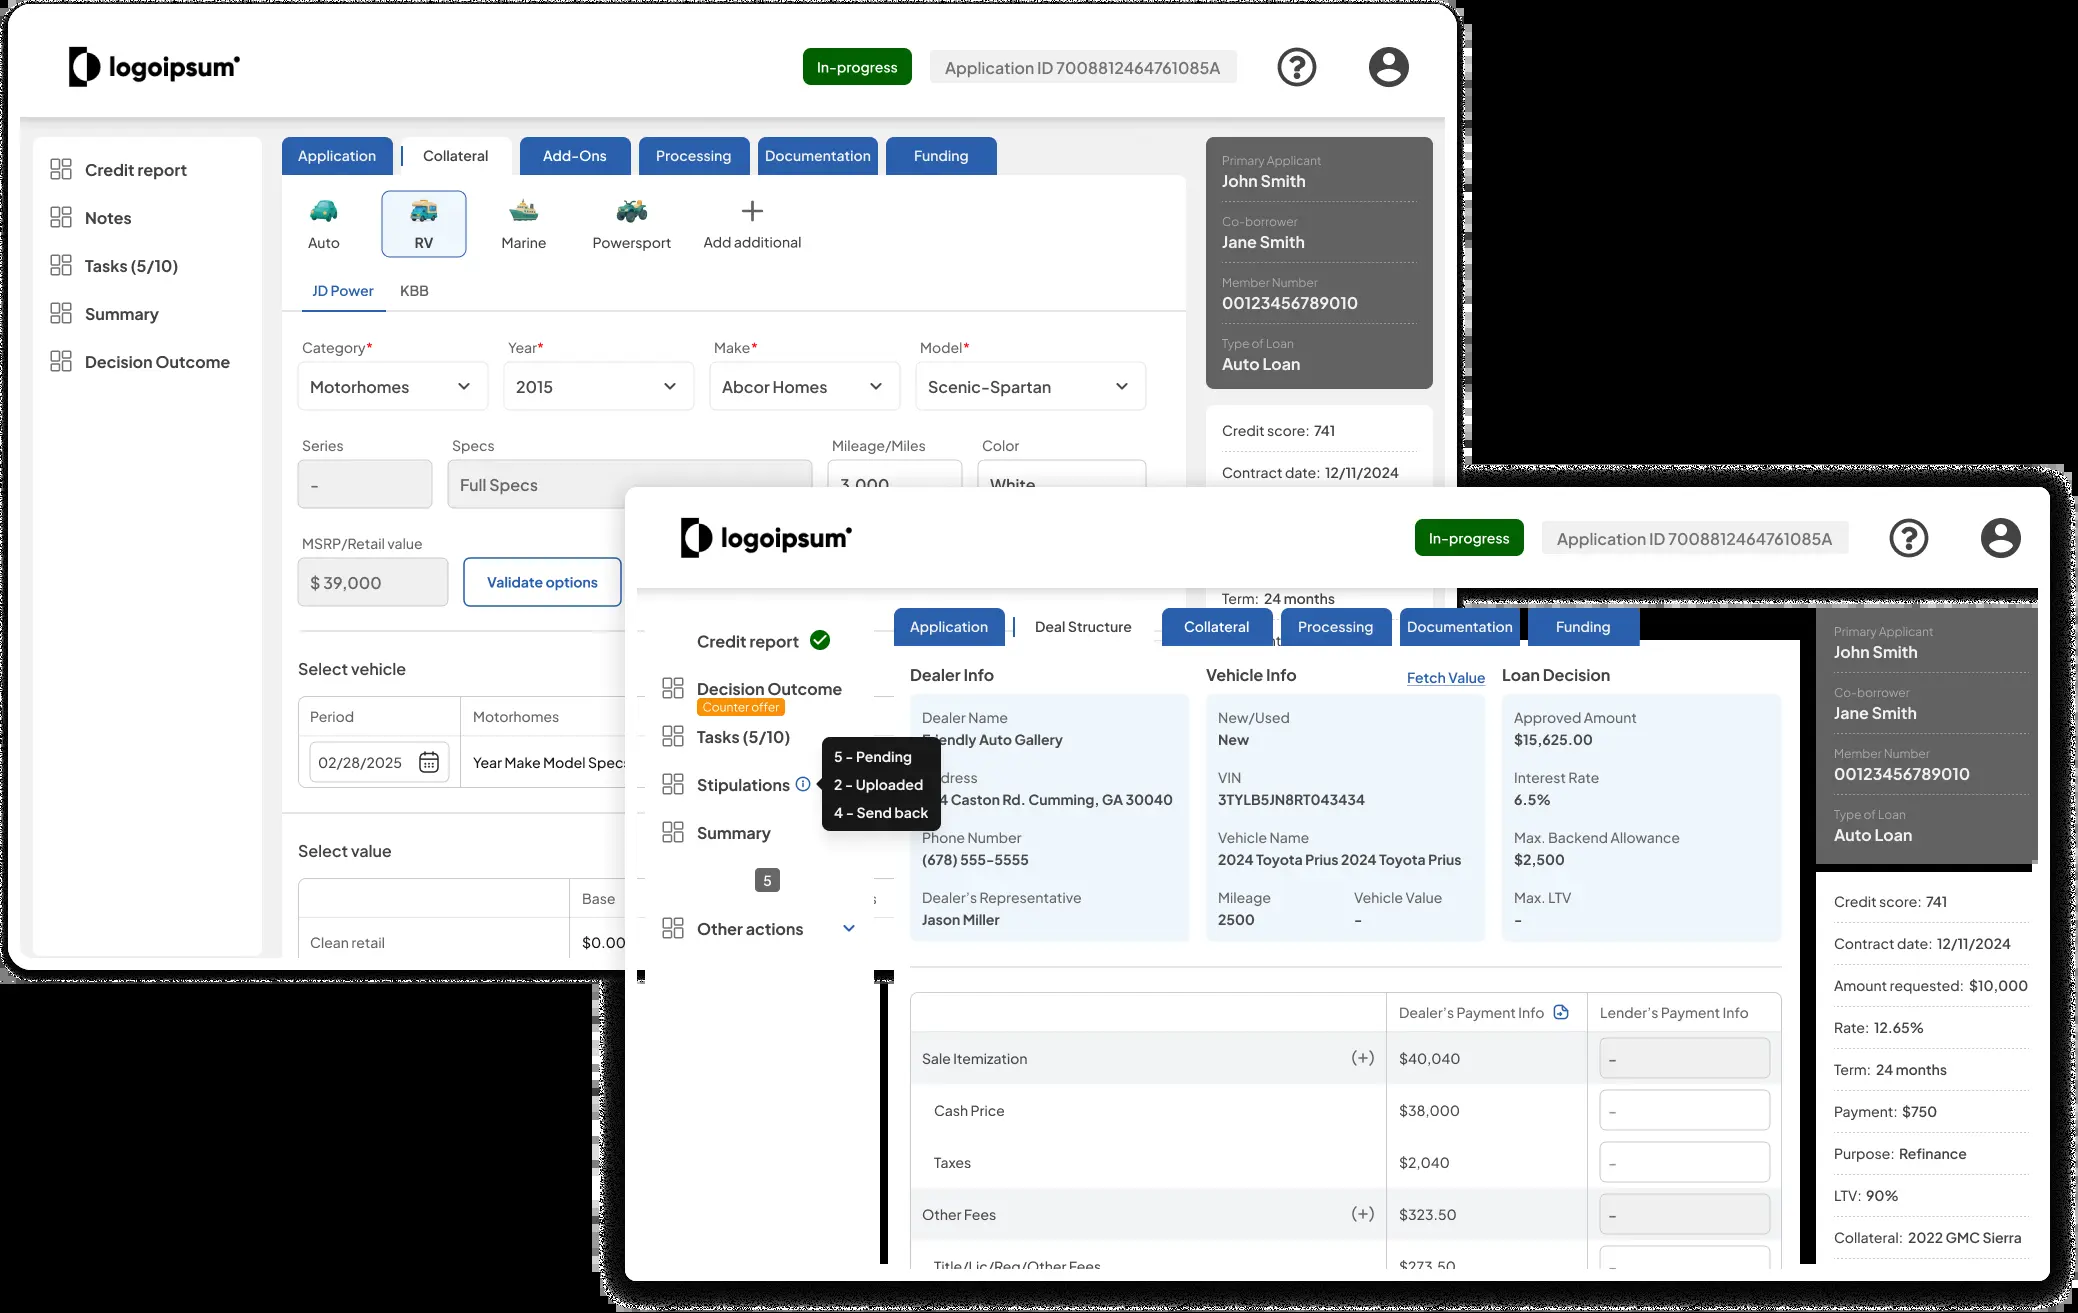 logoipsum
In-progress
Application ID 7008812464761085A
Credit report
Notes
Tasks (5/10)
Summary
Decision Outcome
Application
Collateral
Add-Ons
Processing
Documentation
Funding
Auto
RV
Marine
Powersport
Add additional
JD Power
KBB
Category*
Year*
Make*
Model*
Motorhomes
2015
Abcor Homes
Scenic-Spartan
Series
Specs
Mileage/Miles
Color
-
Full Specs
3,000
White
MSRP/Retail value
$ 39,000
Validate options
Select vehicle
Period
Motorhomes
02/28/2025
Year Make Model Specs
Select value
Base
Clean retail
$0.00
Primary Applicant
John Smith
Co-borrower
Jane Smith
Member Number
00123456789010
Type of Loan
Auto Loan
Credit score: 741
Contract date: 12/11/2024
Term: 24 months
logoipsum
In-progress
Application ID 7008812464761085A
Credit report
Decision Outcome
Counter offer
Tasks (5/10)
Stipulations
5 - Pending
2 - Uploaded
4 - Send back
Summary
5
Other actions
Application
Deal Structure
Collateral
Processing
Documentation
Funding
Dealer Info
Dealer Name
Friendly Auto Gallery
Caston Rd. Cumming, GA 30040
Phone Number
(678) 555-5555
Dealer's Representative
Jason Miller
Vehicle Info
Fetch Value
New/Used
New
VIN
3TYLB5JN8RT043434
Vehicle Name
2024 Toyota Prius 2024 Toyota Prius
Mileage
Vehicle Value
2500
-
Loan Decision
Approved Amount
$15,625.00
Interest Rate
6.5%
Max. Backend Allowance
$2,500
Max. LTV
-
Dealer's Payment Info
Lender's Payment Info
Sale Itemization (+) $40,040 -
Cash Price $38,000 -
Taxes $2,040 -
Other Fees (+) $323.50 -
Title/Lic/Reg/Other Fees $273.50 -
Primary Applicant
John Smith
Co-borrower
Jane Smith
Member Number
00123456789010
Type of Loan
Auto Loan
Credit score: 741
Contract date: 12/11/2024
Amount requested: $10,000
Rate: 12.65%
Term: 24 months
Payment: $750
Purpose: Refinance
LTV: 90%
Collateral: 2022 GMC Sierra